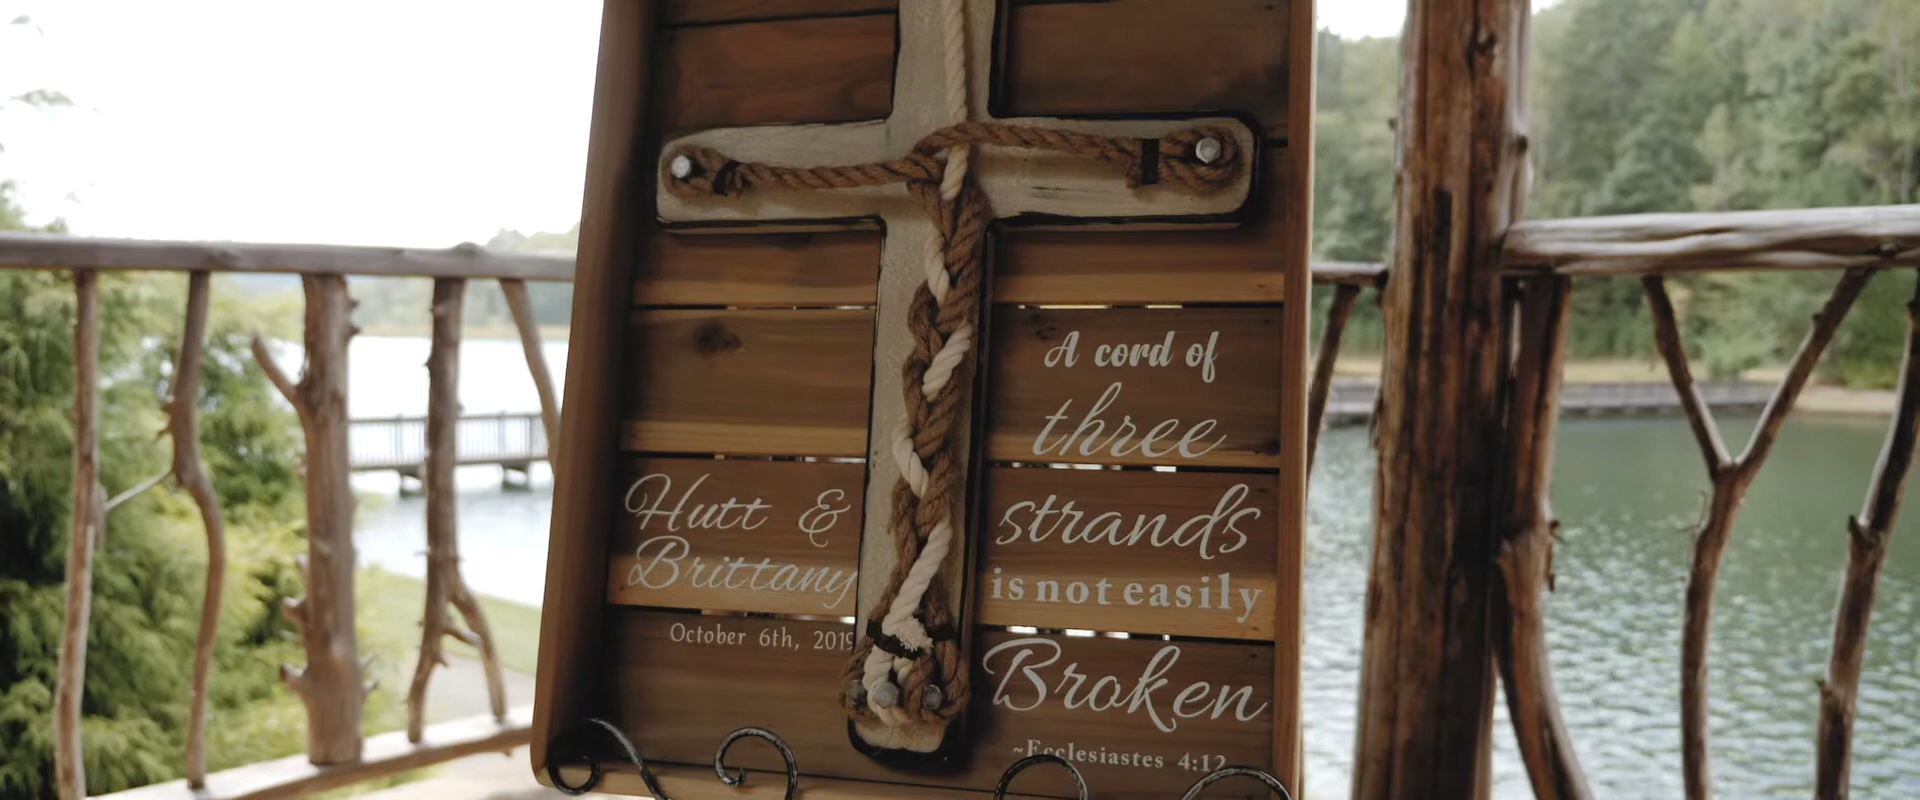 Hutt &
Brittany
October 6th, 2019
A cord of
three
strands
is not easily
Broken
~Ecclesiastes 4:12